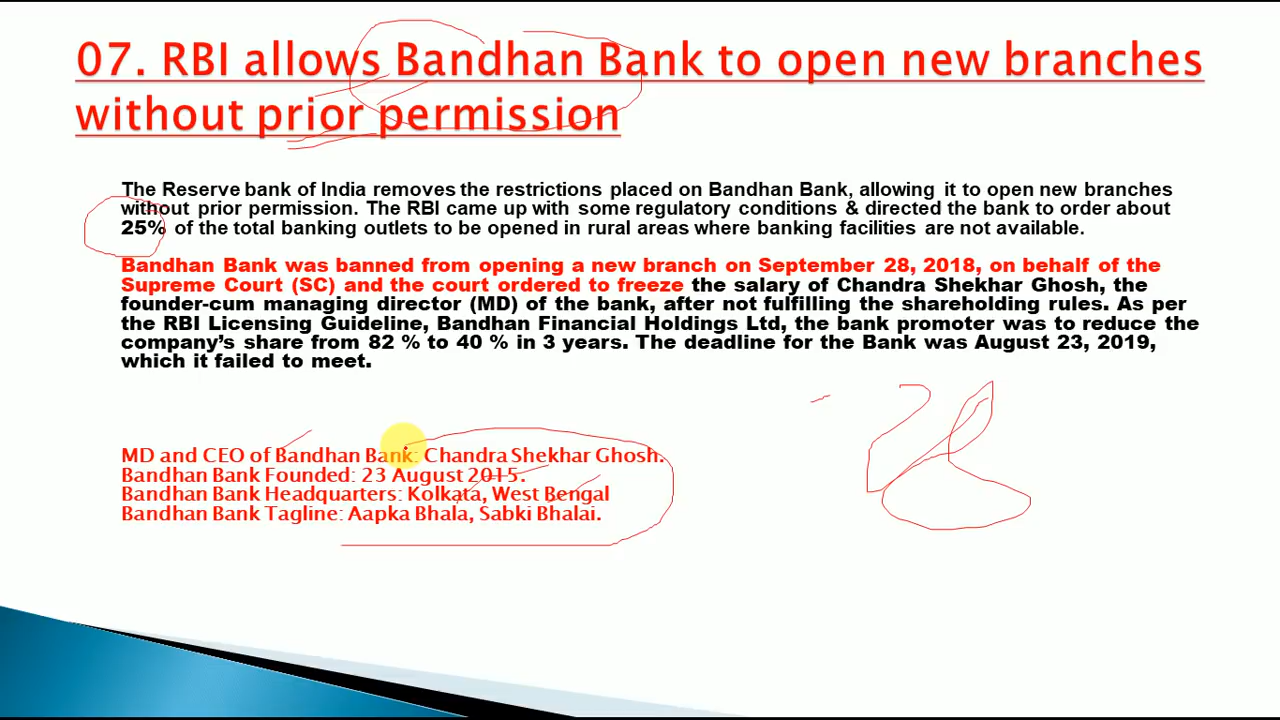 07. RBI allows Bandhan Bank to open new branches
without prior permission
The Reserve bank of India removes the restrictions placed on Bandhan Bank, allowing it to open new branches
without prior permission. The RBI came up with some regulatory conditions & directed the bank to order about
25% of the total banking outlets to be opened in rural areas where banking facilities are not available.
Bandhan Bank was banned from opening a new branch on September 28, 2018, on behalf of the
Supreme Court (SC) and the court ordered to freeze the salary of Chandra Shekhar Ghosh, the
founder-cum managing director (MD) of the bank, after not fulfilling the shareholding rules. As per
the RBI Licensing Guideline, Bandhan Financial Holdings Ltd, the bank promoter was to reduce the
company's share from 82 % to 40 % in 3 years. The deadline for the Bank was August 23, 2019,
which it failed to meet.
MD and CEO of Bandhan Bank: Chandra Shekhar Ghosh.
Bandhan Bank Founded: 23 August 2015.
Bandhan Bank Headquarters: Kolkata, West Bengal
Bandhan Bank Tagline: Aapka Bhala, Sabki Bhalai.